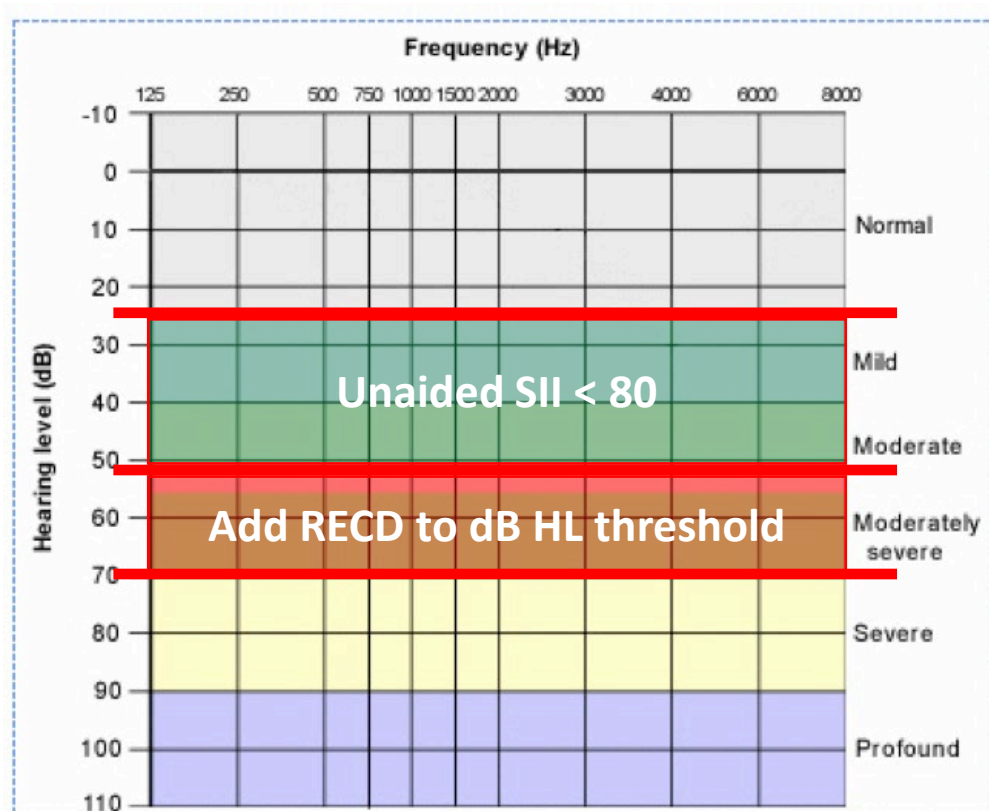 Frequency (Hz)
125 250 500 750 1000 1500 2000 3000 4000 6000 8000
-10
0
10
Normal
20
30
Mild
Unaided SII < 80
40
Moderate
50
Hearing level (dB)
Add RECD to dB HL threshold
60
Moderately
severe
70
80
Severe
90
100
Profound
110